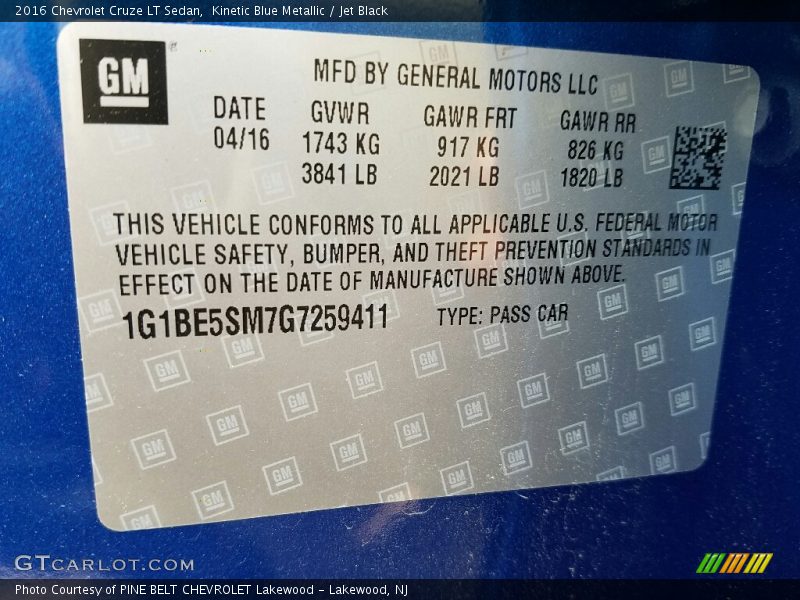 2016 Chevrolet Cruze LT Sedan, Kinetic Blue Metallic / Jet Black
GM
MFD BY GENERAL MOTORS LLC
DATE GVWR GAWR FRT GAWR RR
04/16 1743 KG 917 KG 826 KG
3841 LB 2021 LB 1820 LB
THIS VEHICLE CONFORMS TO ALL APPLICABLE U.S. FEDERAL MOTOR
VEHICLE SAFETY, BUMPER, AND THEFT PREVENTION STANDARDS IN
EFFECT ON THE DATE OF MANUFACTURE SHOWN ABOVE.
1G1BE5SM7G7259411 TYPE: PASS CAR
GTCARLOT.COM
Photo Courtesy of PINE BELT CHEVROLET Lakewood - Lakewood, NJ